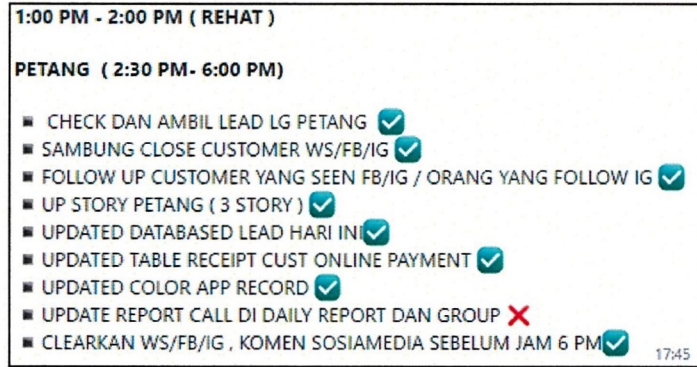 1:00 PM - 2:00 PM ( REHAT )
PETANG ( 2:30 PM- 6:00 PM)
▪ CHECK DAN AMBIL LEAD LG PETANG ✅
▪ SAMBUNG CLOSE CUSTOMER WS/FB/IG ✅
▪ FOLLOW UP CUSTOMER YANG SEEN FB/IG / ORANG YANG FOLLOW IG ✅
▪ UP STORY PETANG ( 3 STORY ) ✅
▪ UPDATED DATABASED LEAD HARI INI ✅
▪ UPDATED TABLE RECEIPT CUST ONLINE PAYMENT ✅
▪ UPDATED COLOR APP RECORD ✅
▪ UPDATE REPORT CALL DI DAILY REPORT DAN GROUP ❌
▪ CLEARKAN WS/FB/IG , KOMEN SOSIAMEDIA SEBELUM JAM 6 PM ✅
17:45